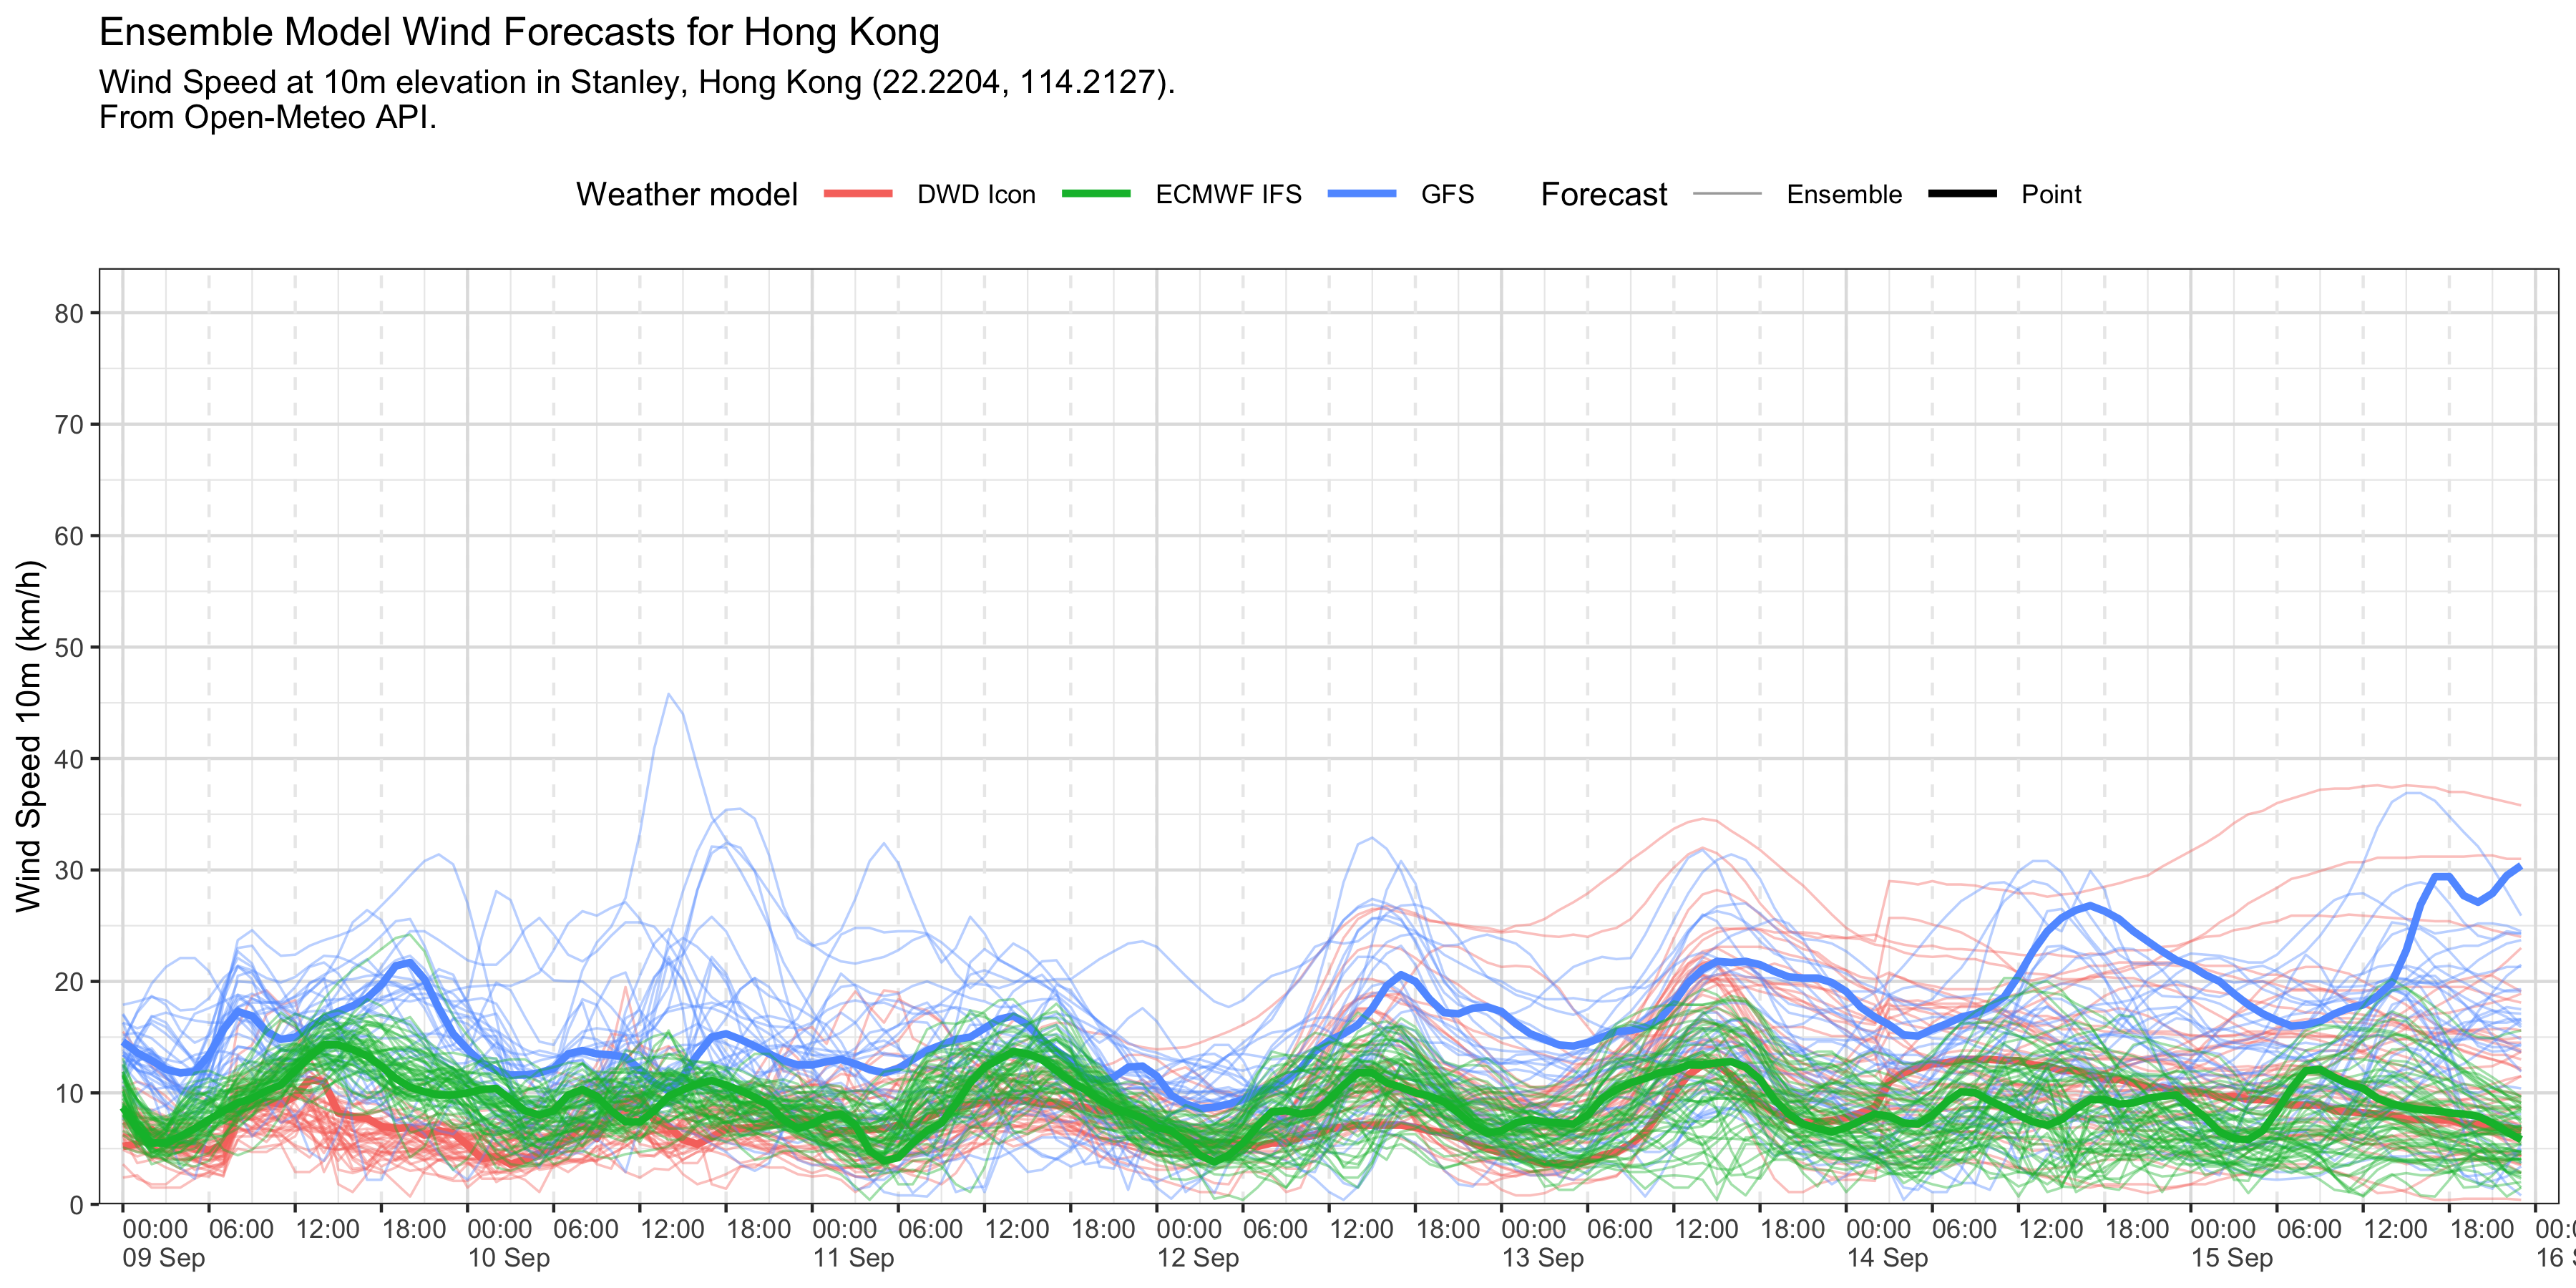 Ensemble Model Wind Forecasts for Hong Kong
Wind Speed at 10m elevation in Stanley, Hong Kong (22.2204, 114.2127).
From Open-Meteo API.
Weather model DWD Icon ECMWF IFS GFS Forecast Ensemble Point
Wind Speed 10m (km/h)
80
70
60
50
40
30
20
10
0
00:00 06:00 12:00 18:00 00:00 06:00 12:00 18:00 00:00 06:00 12:00 18:00 00:00 06:00 12:00 18:00 00:00 06:00 12:00 18:00 00:00 06:00 12:00 18:00 00:00 06:00 12:00 18:00 00:0
09 Sep 10 Sep 11 Sep 12 Sep 13 Sep 14 Sep 15 Sep 16 S